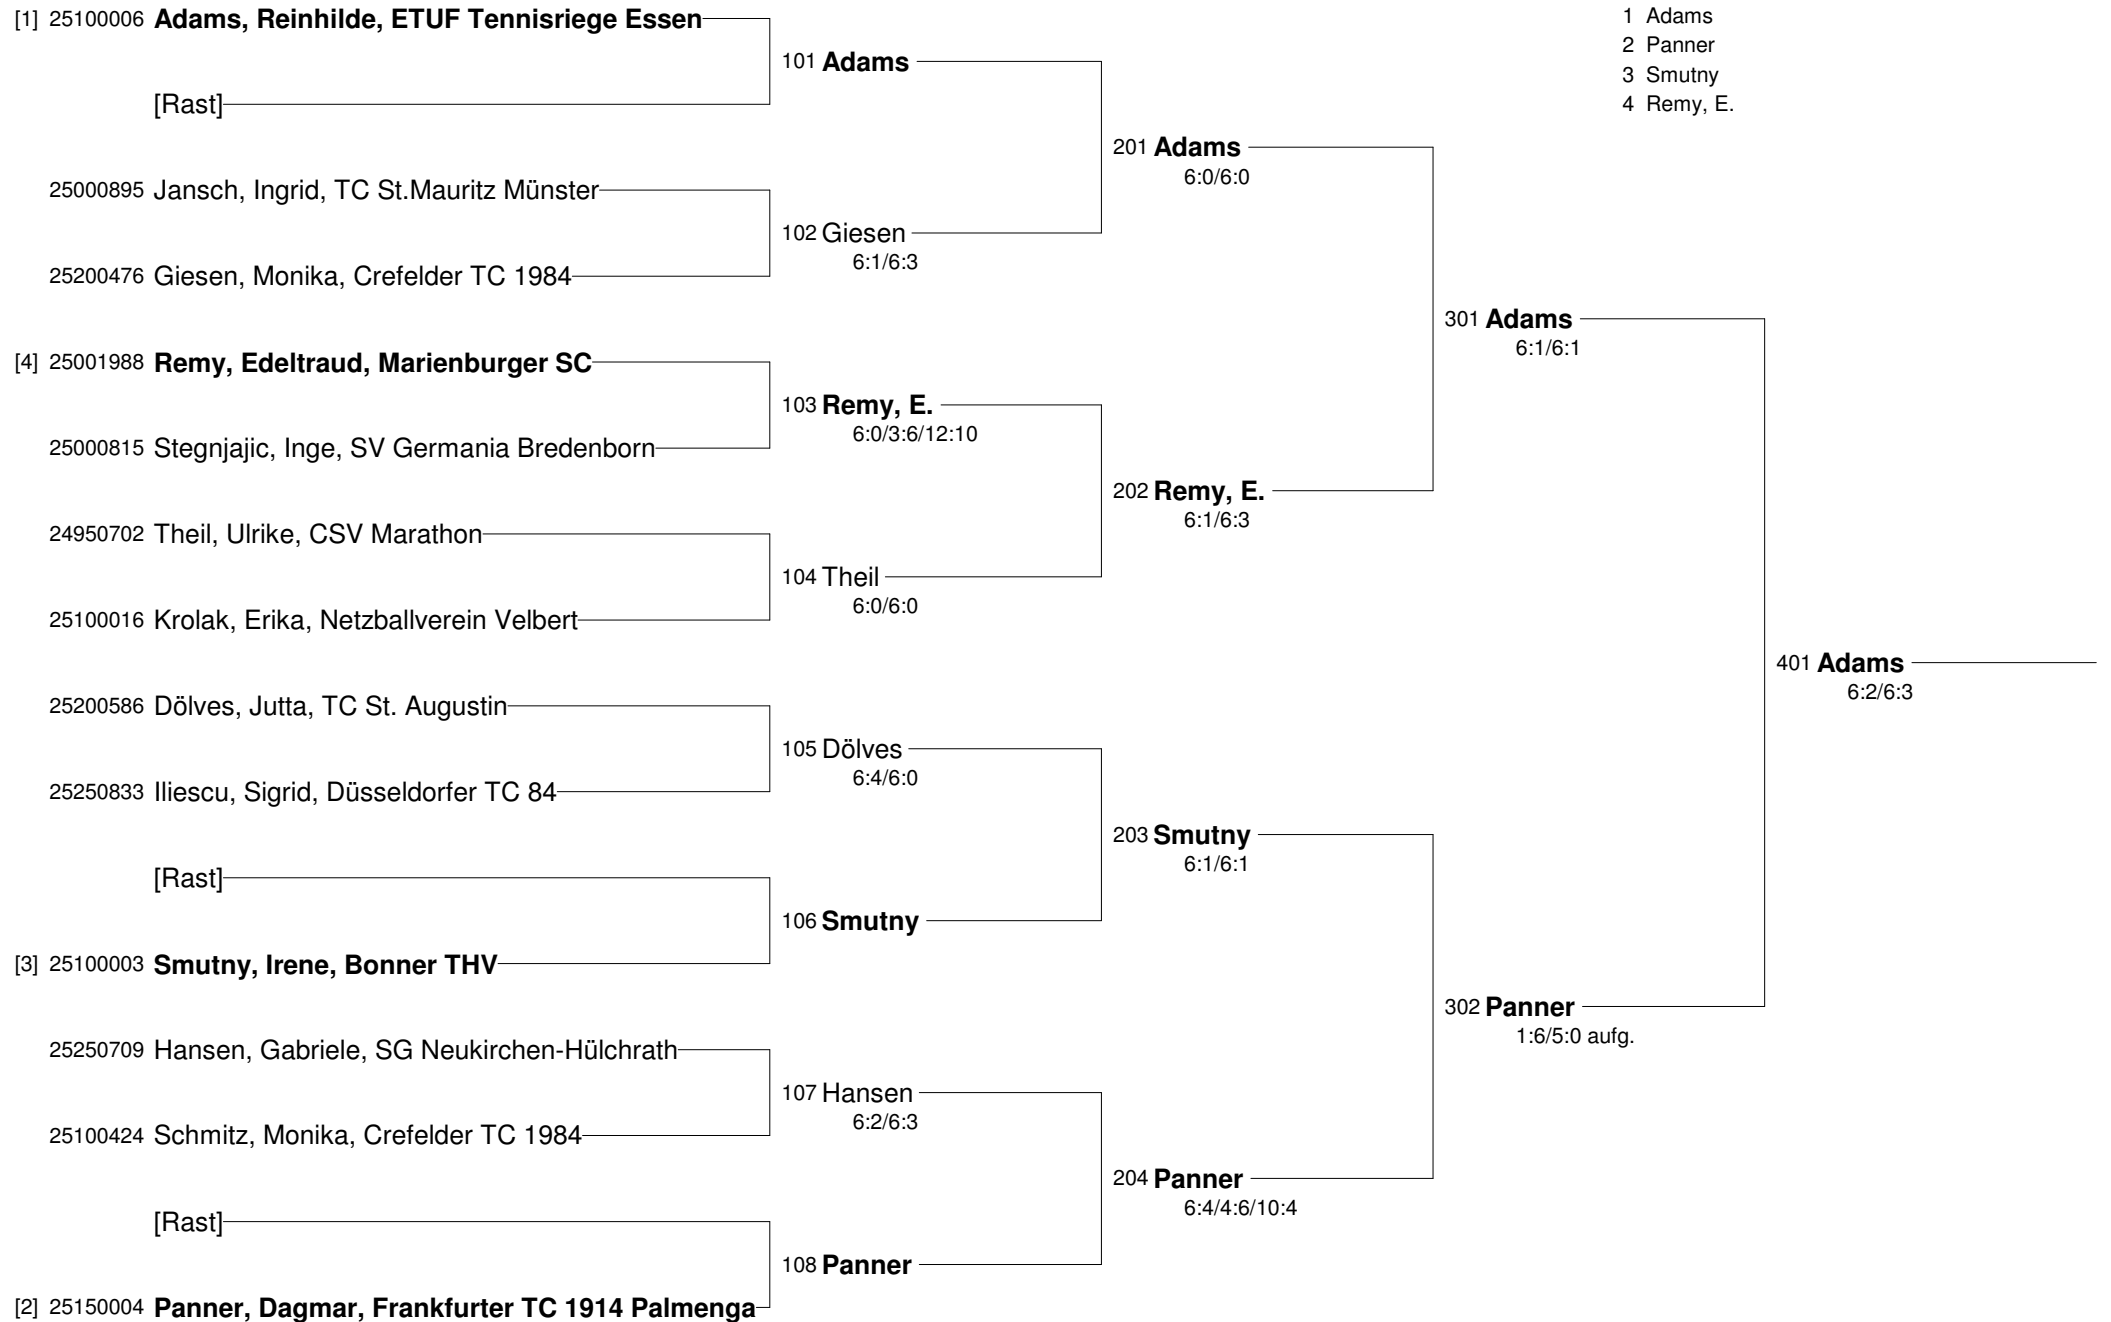 [1] 25100006 Adams, Reinhilde, ETUF Tennisriege Essen
[Rast]
25000895 Jansch, Ingrid, TC St.Mauritz Münster
25200476 Giesen, Monika, Crefelder TC 1984
[4] 25001988 Remy, Edeltraud, Marienburger SC
25000815 Stegnjajic, Inge, SV Germania Bredenborn
24950702 Theil, Ulrike, CSV Marathon
25100016 Krolak, Erika, Netzballverein Velbert
25200586 Dölves, Jutta, TC St. Augustin
25250833 Iliescu, Sigrid, Düsseldorfer TC 84
[Rast]
[3] 25100003 Smutny, Irene, Bonner THV
25250709 Hansen, Gabriele, SG Neukirchen-Hülchrath
25100424 Schmitz, Monika, Crefelder TC 1984
[Rast]
[2] 25150004 Panner, Dagmar, Frankfurter TC 1914 Palmenga
101 Adams
102 Giesen
6:1/6:3
103 Remy, E.
6:0/3:6/12:10
104 Theil
6:0/6:0
105 Dölves
6:4/6:0
106 Smutny
107 Hansen
6:2/6:3
108 Panner
201 Adams
6:0/6:0
202 Remy, E.
6:1/6:3
203 Smutny
6:1/6:1
204 Panner
6:4/4:6/10:4
301 Adams
6:1/6:1
302 Panner
1:6/5:0 aufg.
401 Adams
6:2/6:3
1 Adams
2 Panner
3 Smutny
4 Remy, E.